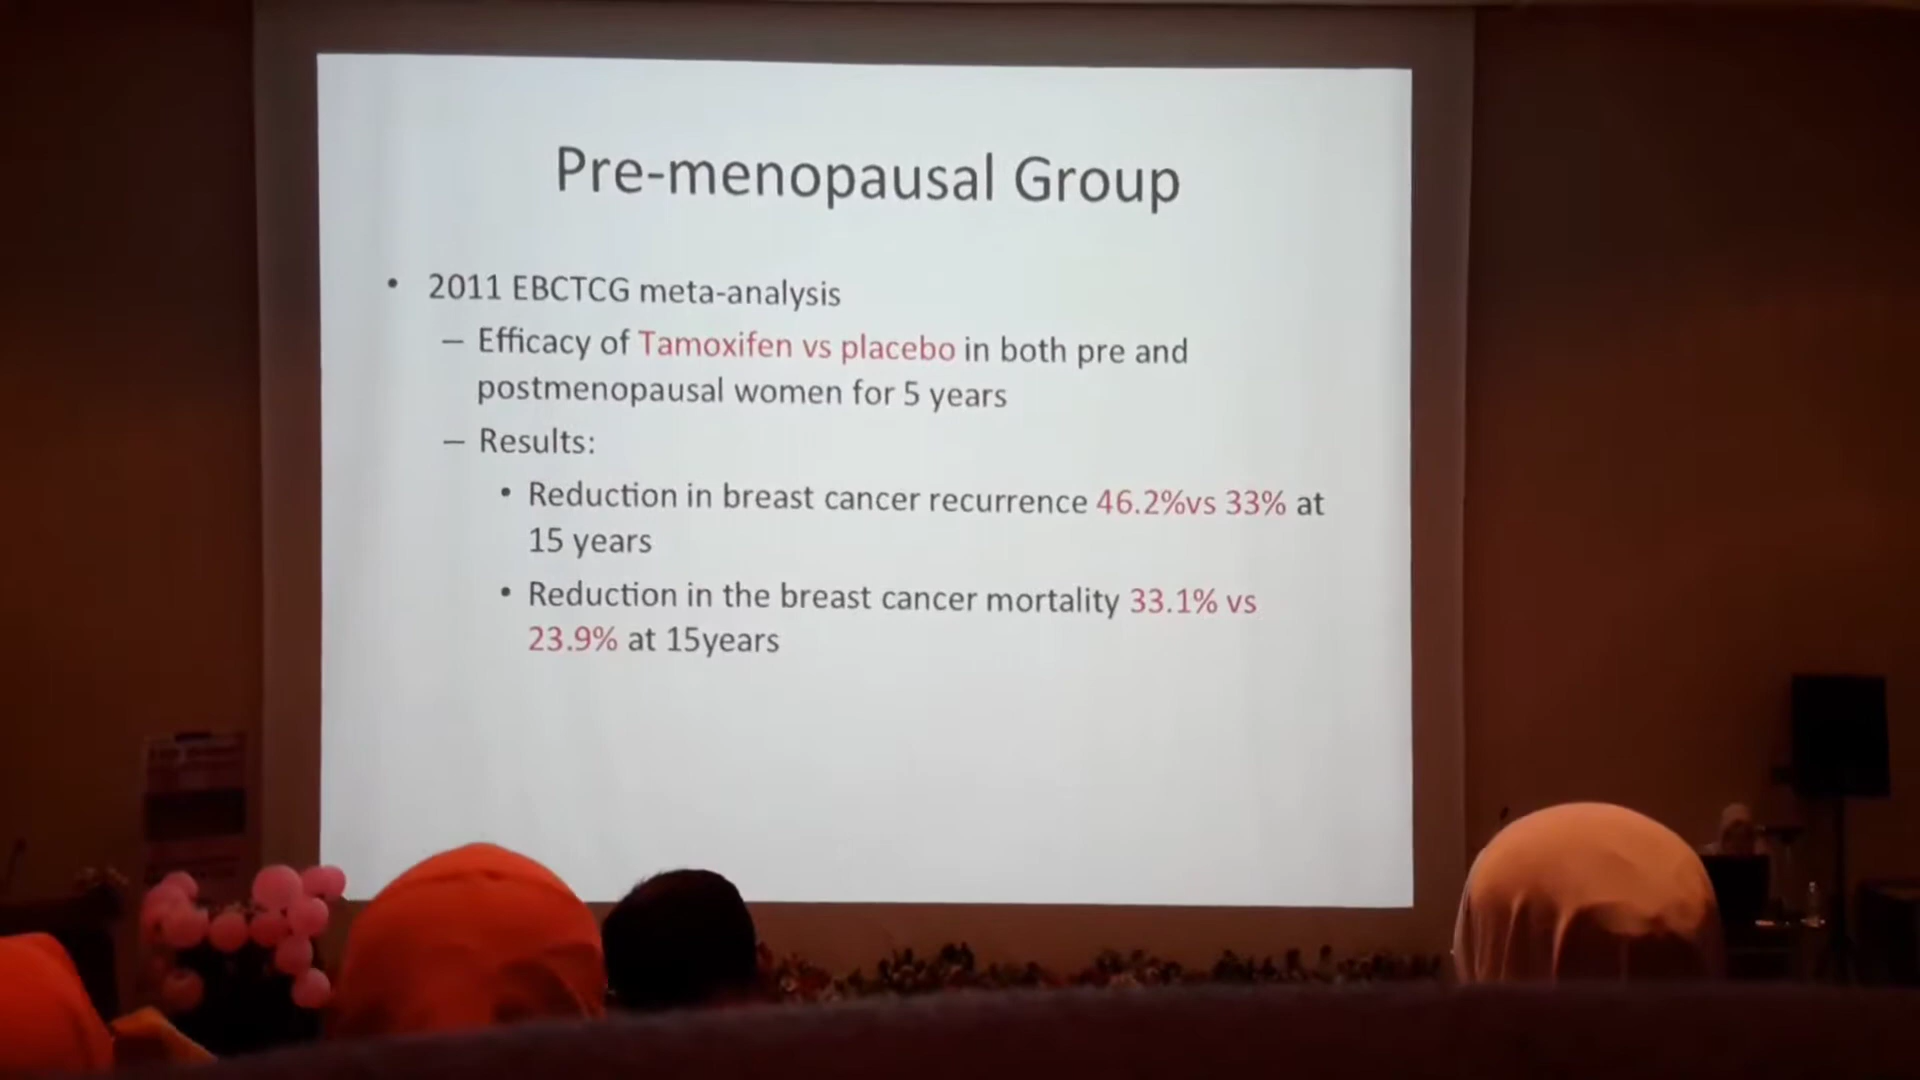 Pre-menopausal Group
• 2011 EBCTCG meta-analysis
– Efficacy of Tamoxifen vs placebo in both pre and
postmenopausal women for 5 years
– Results:
• Reduction in breast cancer recurrence 46.2%vs 33% at
15 years
• Reduction in the breast cancer mortality 33.1% vs
23.9% at 15years